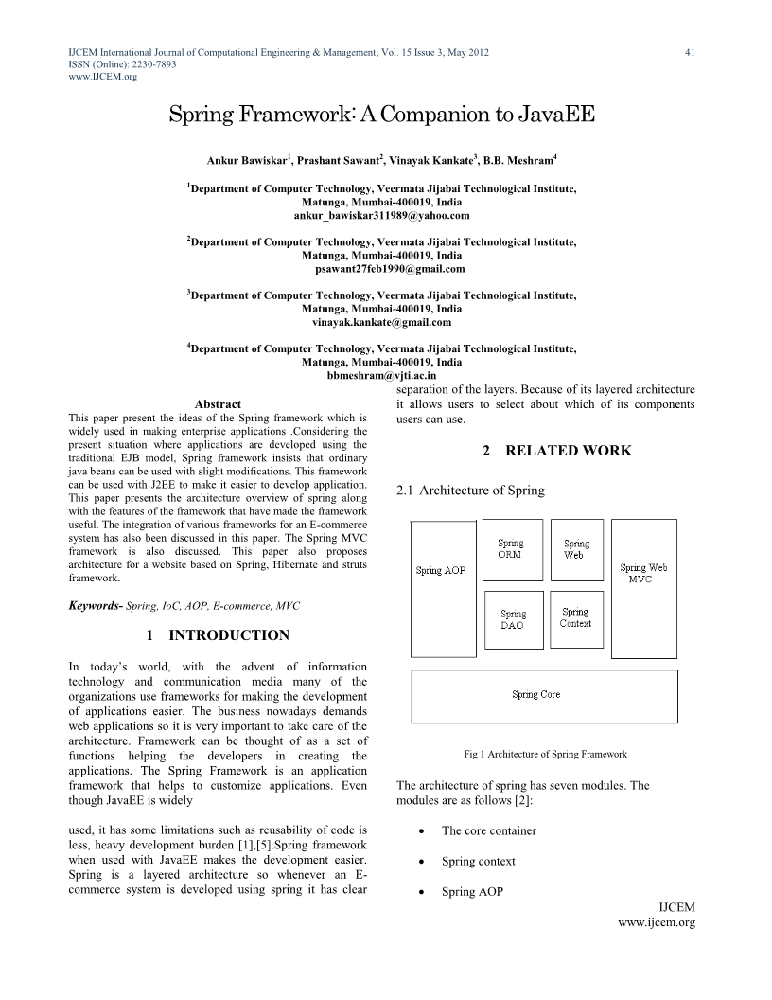 IJCEM International Journal of Computational Engineering & Management, Vol. 15 Issue 3, May 2012 41
ISSN (Online): 2230-7893
www.IJCEM.org
Spring Framework: A Companion to JavaEE
Ankur Bawiskar1, Prashant Sawant2, Vinayak Kankate3, B.B. Meshram4
1Department of Computer Technology, Veermata Jijabai Technological Institute,
Matunga, Mumbai-400019, India
ankur_bawiskar311989@yahoo.com
2Department of Computer Technology, Veermata Jijabai Technological Institute,
Matunga, Mumbai-400019, India
psawant27feb1990@gmail.com
3Department of Computer Technology, Veermata Jijabai Technological Institute,
Matunga, Mumbai-400019, India
vinayak.kankate@gmail.com
4Department of Computer Technology, Veermata Jijabai Technological Institute,
Matunga, Mumbai-400019, India
bbmeshram@vjti.ac.in
Abstract
This paper present the ideas of the Spring framework which is
widely used in making enterprise applications .Considering the
present situation where applications are developed using the
traditional EJB model, Spring framework insists that ordinary
java beans can be used with slight modifications. This framework
can be used with J2EE to make it easier to develop application.
This paper presents the architecture overview of spring along
with the features of the framework that have made the framework
useful. The integration of various frameworks for an E-commerce
system has also been discussed in this paper. The Spring MVC
framework is also discussed. This paper also proposes
architecture for a website based on Spring, Hibernate and struts
framework.
Keywords- Spring, IoC, AOP, E-commerce, MVC
1 INTRODUCTION
In today's world, with the advent of information
technology and communication media many of the
organizations use frameworks for making the development
of applications easier. The business nowadays demands
web applications so it is very important to take care of the
architecture. Framework can be thought of as a set of
functions helping the developers in creating the
applications. The Spring Framework is an application
framework that helps to customize applications. Even
though JavaEE is widely
used, it has some limitations such as reusability of code is
less, heavy development burden [1],[5].Spring framework
when used with JavaEE makes the development easier.
Spring is a layered architecture so whenever an E-
commerce system is developed using spring it has clear
separation of the layers. Because of its layered architecture
it allows users to select about which of its components
users can use.
2 RELATED WORK
2.1 Architecture of Spring
Spring AOP
Spring
ORM
Spring
Web
Spring Web
MVC
Spring
DAO
Spring
Context
Spring Core
Fig 1 Architecture of Spring Framework
The architecture of spring has seven modules. The
modules are as follows [2]:
• The core container
• Spring context
• Spring AOP
IJCEM
www.ijcem.org